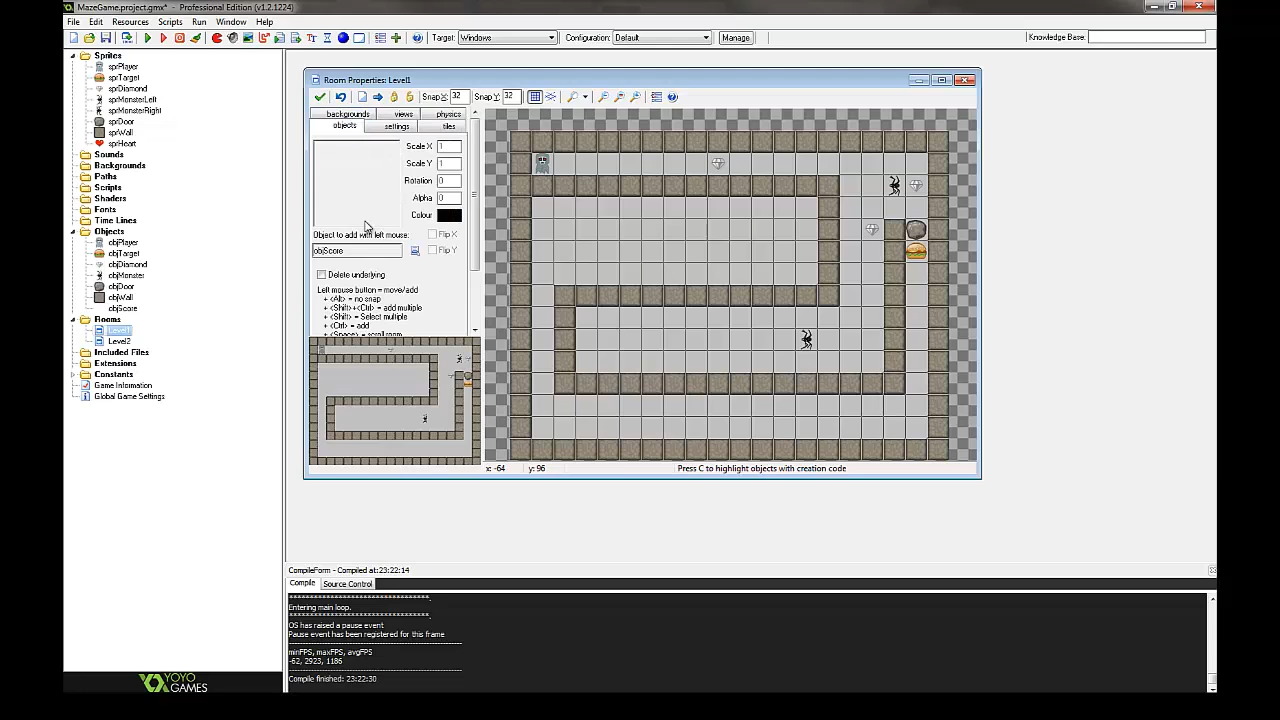 MazeGame.project.gmx* - Professional Edition (v1.2.1224)
File Edit Resources Scripts Run Window Help
Target: Windows Configuration: Default Manage Knowledge Base:
Sprites
sprPlayer
sprTarget
sprDiamond
sprMonsterLeft
sprMonsterRight
sprDoor
sprWall
sprHeart
Sounds
Backgrounds
Paths
Scripts
Shaders
Fonts
Time Lines
Objects
objPlayer
objTarget
objDiamond
objMonster
objDoor
objWall
objScore
Rooms
Level1
Level2
Included Files
Extensions
Constants
Game Information
Global Game Settings
YOYO
GAMES
Room Properties: Level1
Snap X: 32 Snap Y: 32
backgrounds views physics
objects settings tiles
Scale X 1
Scale Y 1
Rotation 0
Alpha 0
Colour
Object to add with left mouse: Flip X
objScore Flip Y
Delete underlying
Left mouse button = move/add
+ <Alt> = no snap
+ <Shift>+<Ctrl> = add multiple
+ <Shift> = Select multiple
+ <Ctrl> = add
+ <Space> = scroll room
x: -64 y: 96 Press C to highlight objects with creation code
CompileForm - Compiled at:23:22:14
Compile Source Control
Entering main loop.
OS has raised a pause event
Pause event has been registered for this frame
minFPS, maxFPS, avgFPS
-62, 2923, 1186
Compile finished: 23:22:30